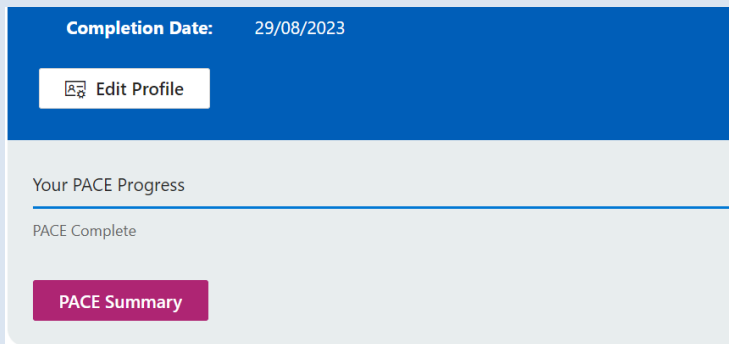 Completion Date: 29/08/2023
Edit Profile
Your PACE Progress
PACE Complete
PACE Summary